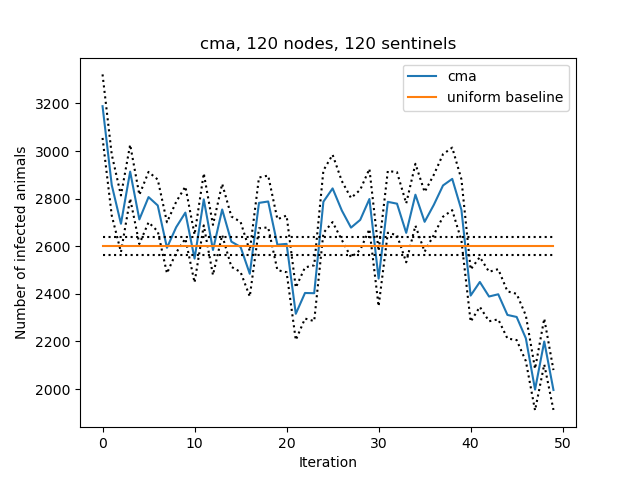 cma, 120 nodes, 120 sentinels
cma
uniform baseline
3200
3000
2800
2600
2400
2200
2000
Number of infected animals
0 10 20 30 40 50
Iteration